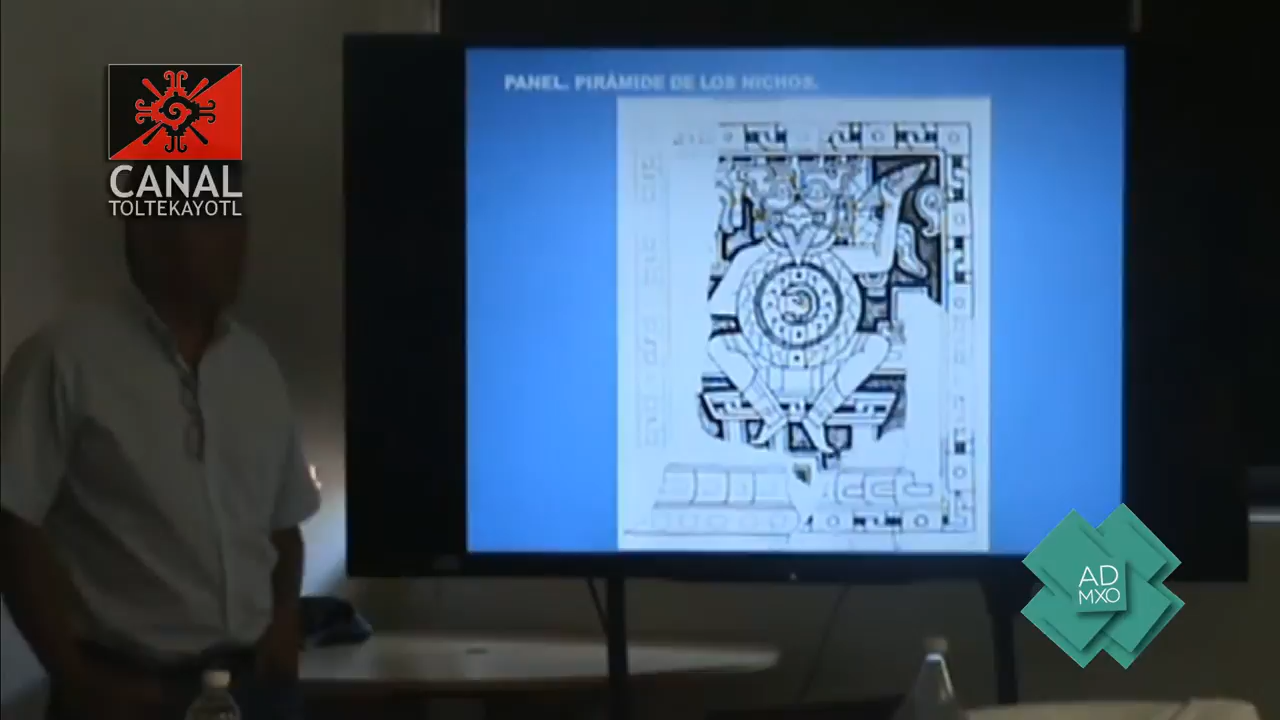 PANEL. PIRÁMIDE DE LOS NICHOS.
CANAL
TOLTEKAYOTL
AD
MXO